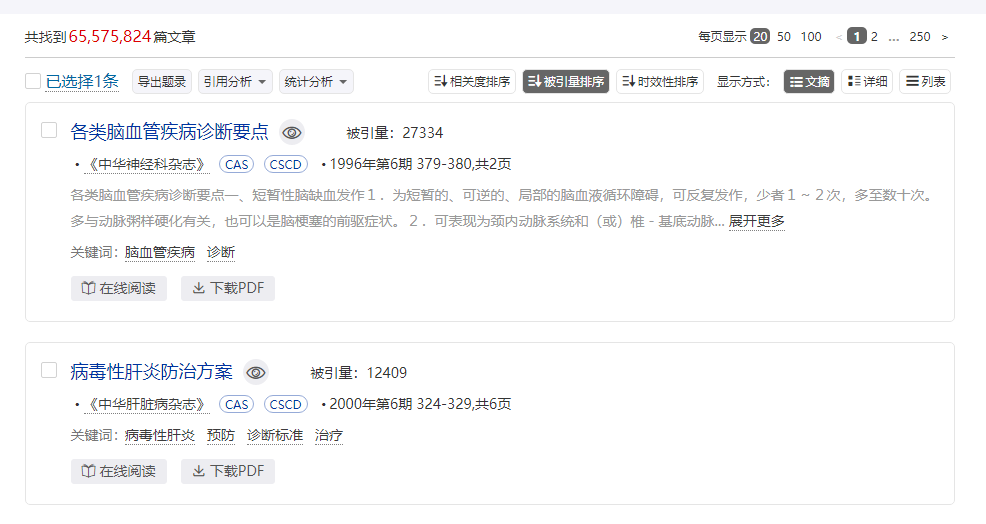 共找到65,575,824篇文章 每页显示 20 50 100 < 1 2 ... 250 >
已选择1条 导出题录 引用分析 统计分析 相关度排序 被引量排序 时效性排序 显示方式： 文摘 详细 列表
各类脑血管疾病诊断要点 被引量：27334
•《中华神经科杂志》 CAS CSCD •1996年第6期 379-380,共2页
各类脑血管疾病诊断要点一、短暂性脑缺血发作１．为短暂的、可逆的、局部的脑血液循环障碍，可反复发作，少者１～２次，多至数十次。
多与动脉粥样硬化有关，也可以是脑梗塞的前驱症状。２．可表现为颈内动脉系统和（或）椎－基底动脉... 展开更多
关键词： 脑血管疾病 诊断
在线阅读 下载PDF
病毒性肝炎防治方案 被引量：12409
•《中华肝脏病杂志》 CAS CSCD •2000年第6期 324-329,共6页
关键词： 病毒性肝炎 预防 诊断标准 治疗
在线阅读 下载PDF